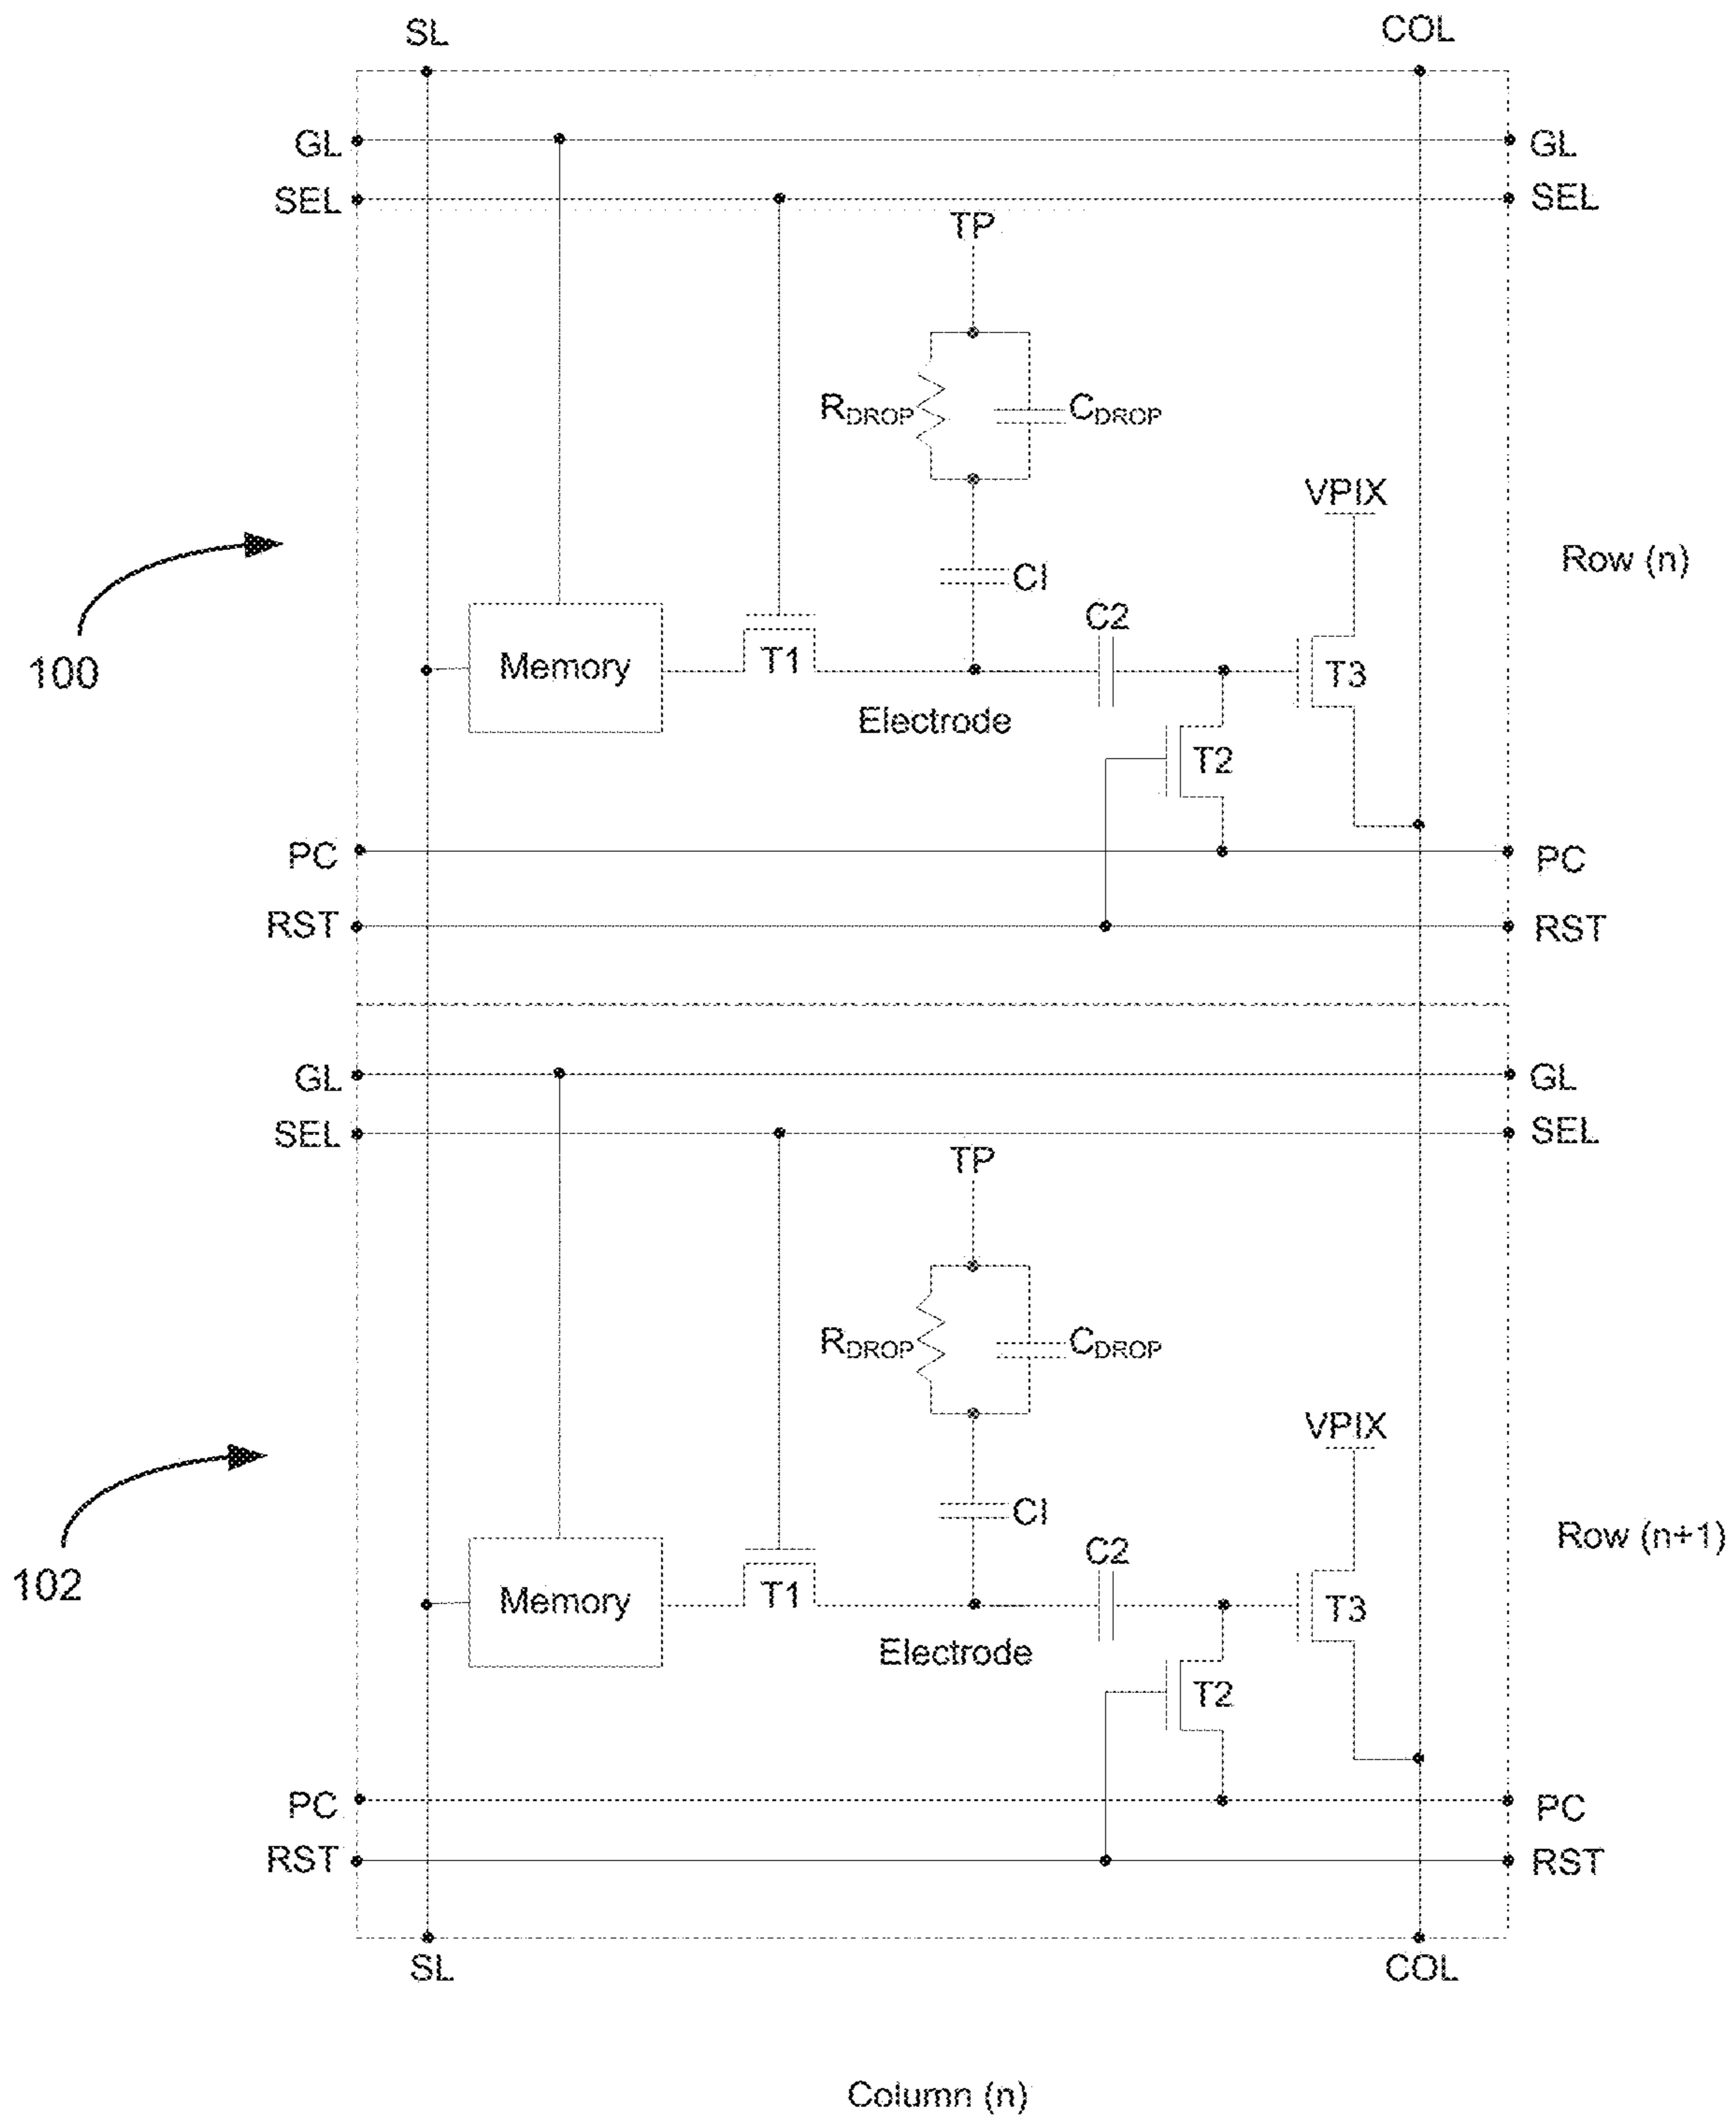 SL COL
GL GL
SEL SEL
TP
RDROP CDROP
VPIX
CI
Row (n)
C2
100
Memory T1 T3
Electrode
T2
PC PC
RST RST
GL GL
SEL SEL
TP
RDROP CDROP
VPIX
CI
Row (n+1)
C2
102
Memory T1 T3
Electrode
T2
PC PC
RST RST
SL COL
Column (n)